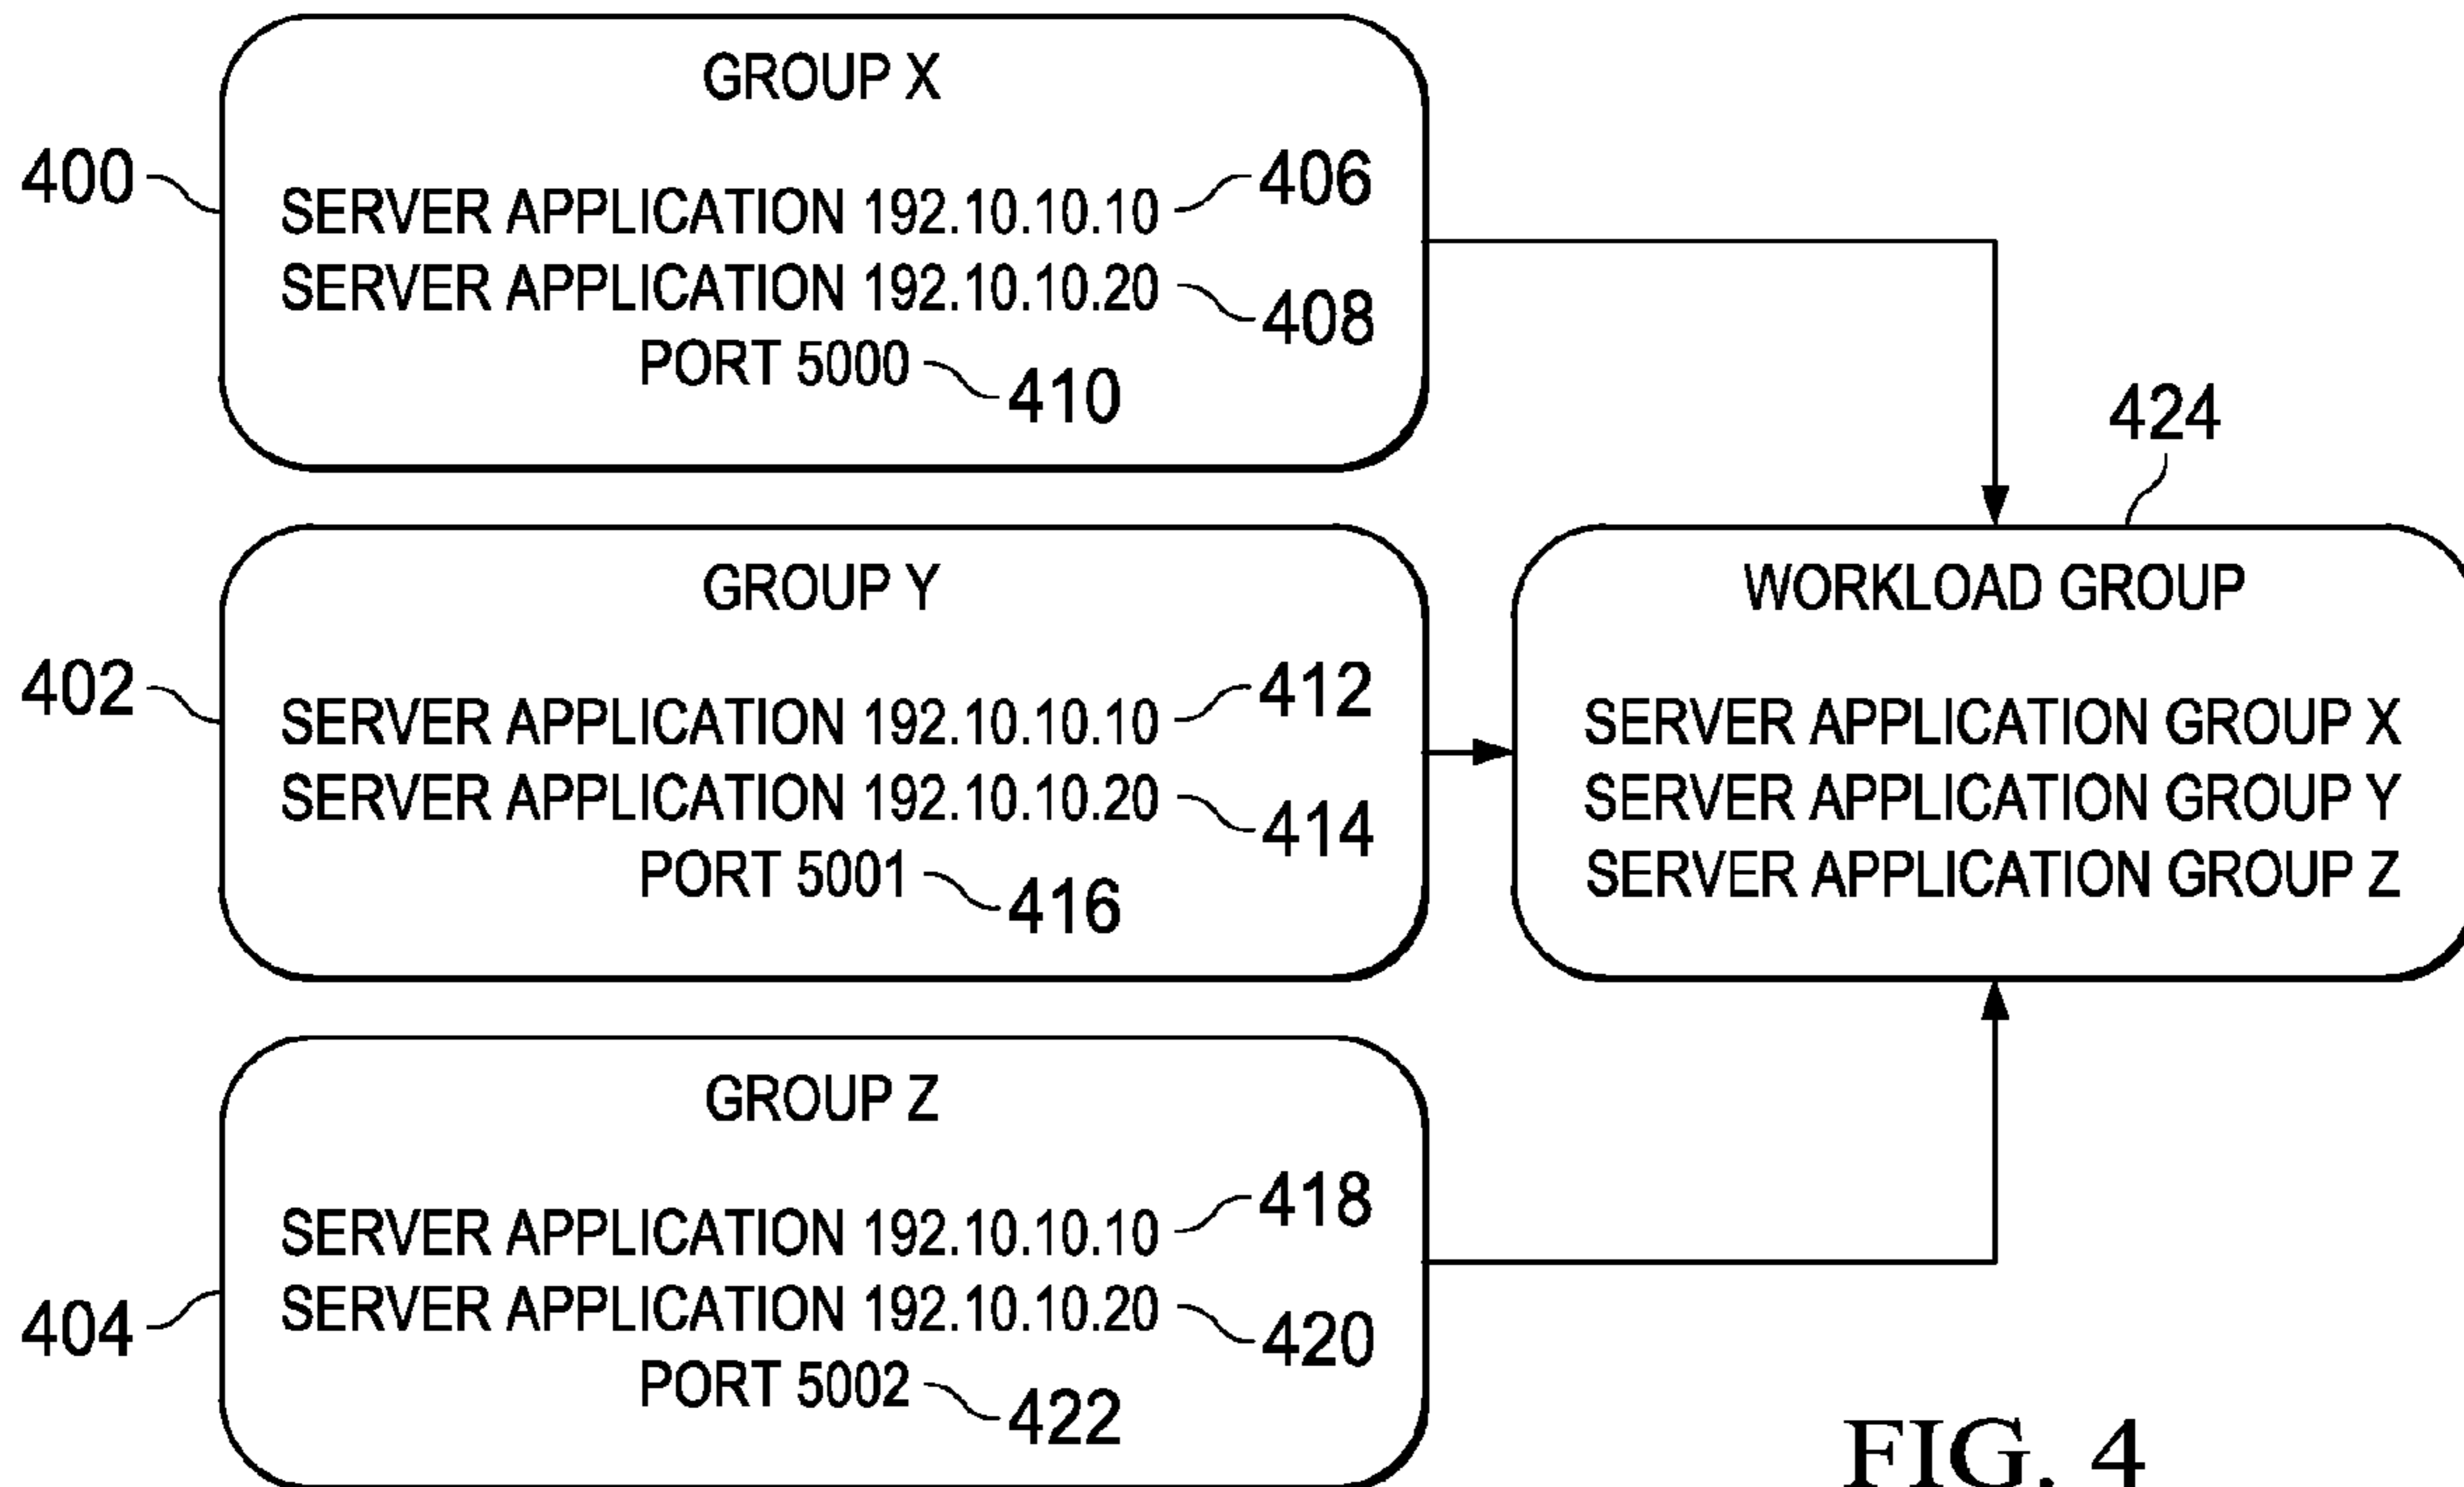 GROUP X
400
SERVER APPLICATION 192.10.10.10
406
SERVER APPLICATION 192.10.10.20
408
PORT 5000
410
GROUP Y
402
SERVER APPLICATION 192.10.10.10
412
SERVER APPLICATION 192.10.10.20
414
PORT 5001
416
GROUP Z
404
SERVER APPLICATION 192.10.10.10
418
SERVER APPLICATION 192.10.10.20
420
PORT 5002
422
424
WORKLOAD GROUP
SERVER APPLICATION GROUP X
SERVER APPLICATION GROUP Y
SERVER APPLICATION GROUP Z
FIG. 4